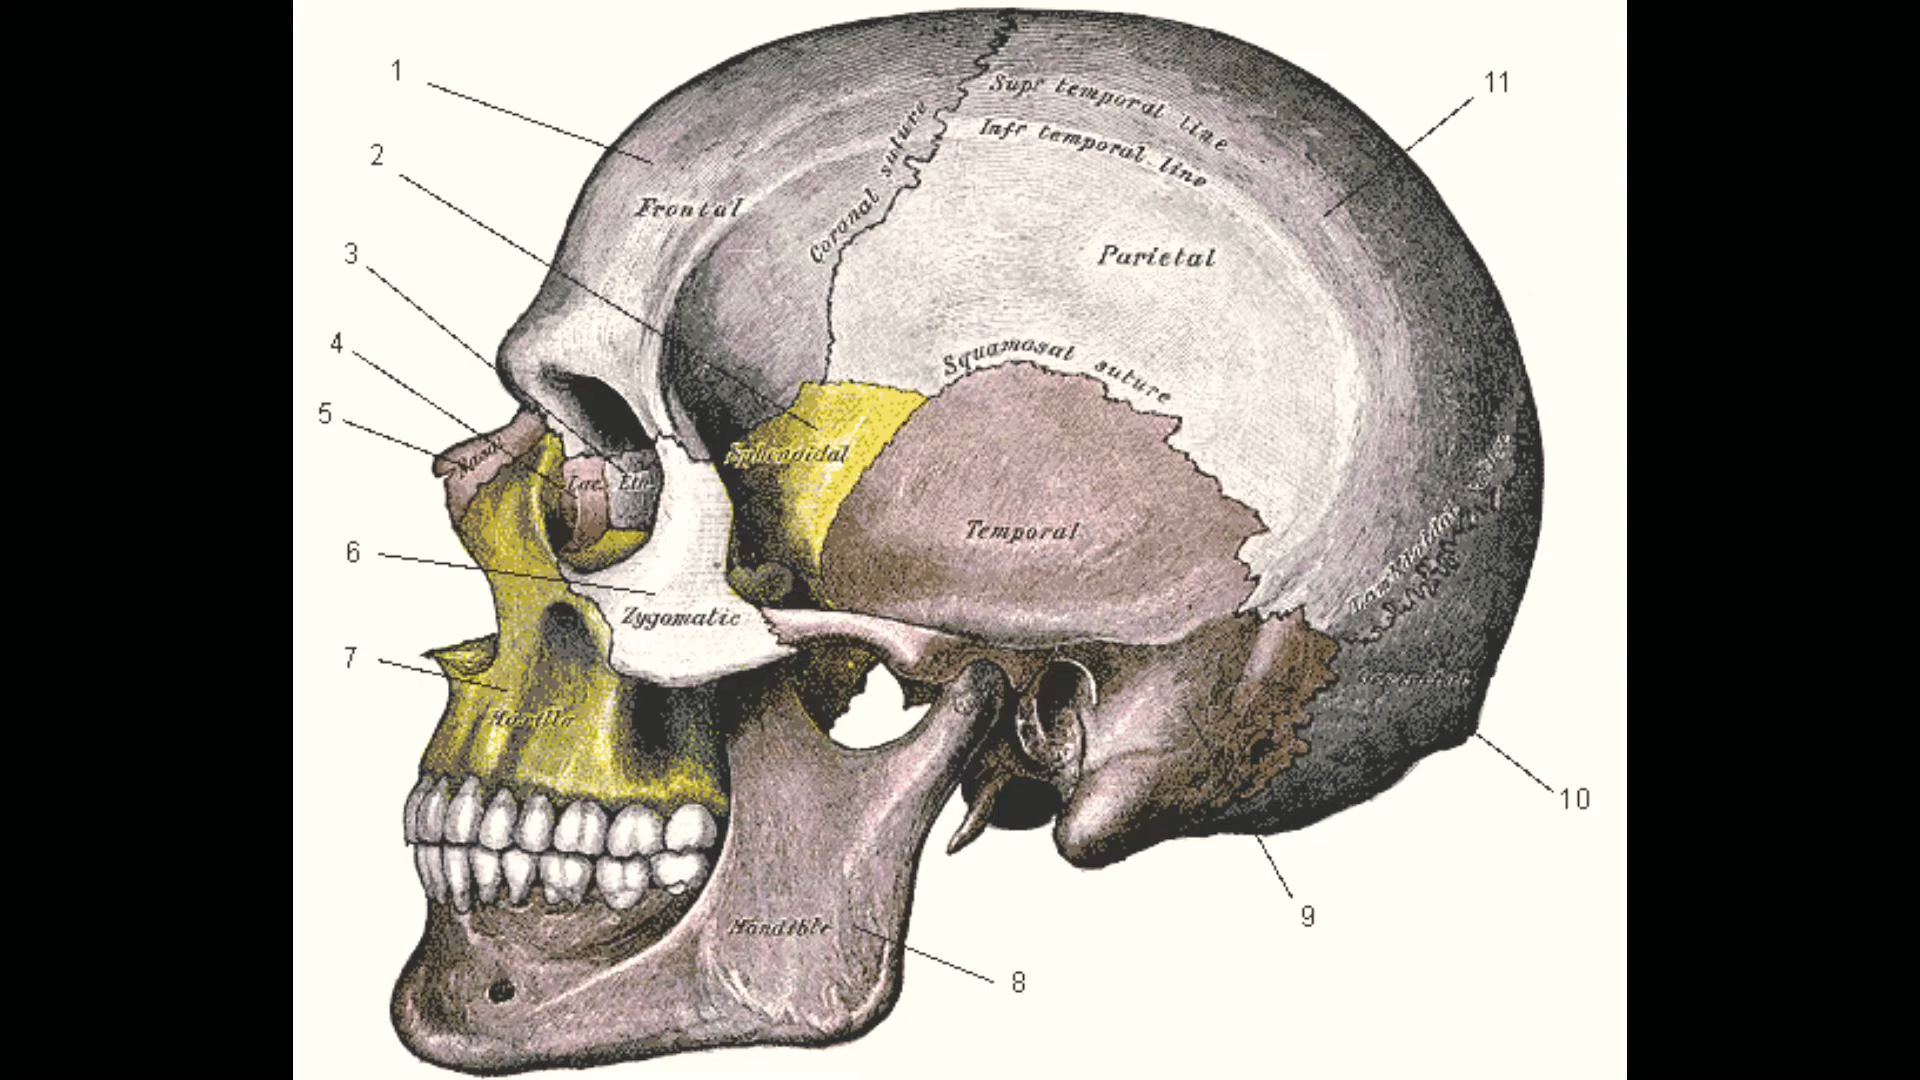 1
11
2
Supr temporal line
Infr temporal line
Coronal suture
Frontal
3
Parietal
4
Squamosal suture
5
Nasal
Sphenoidal
Lac.
Eth
Temporal
6
Zygomatic
7
Maxilla
10
Mandible
9
8